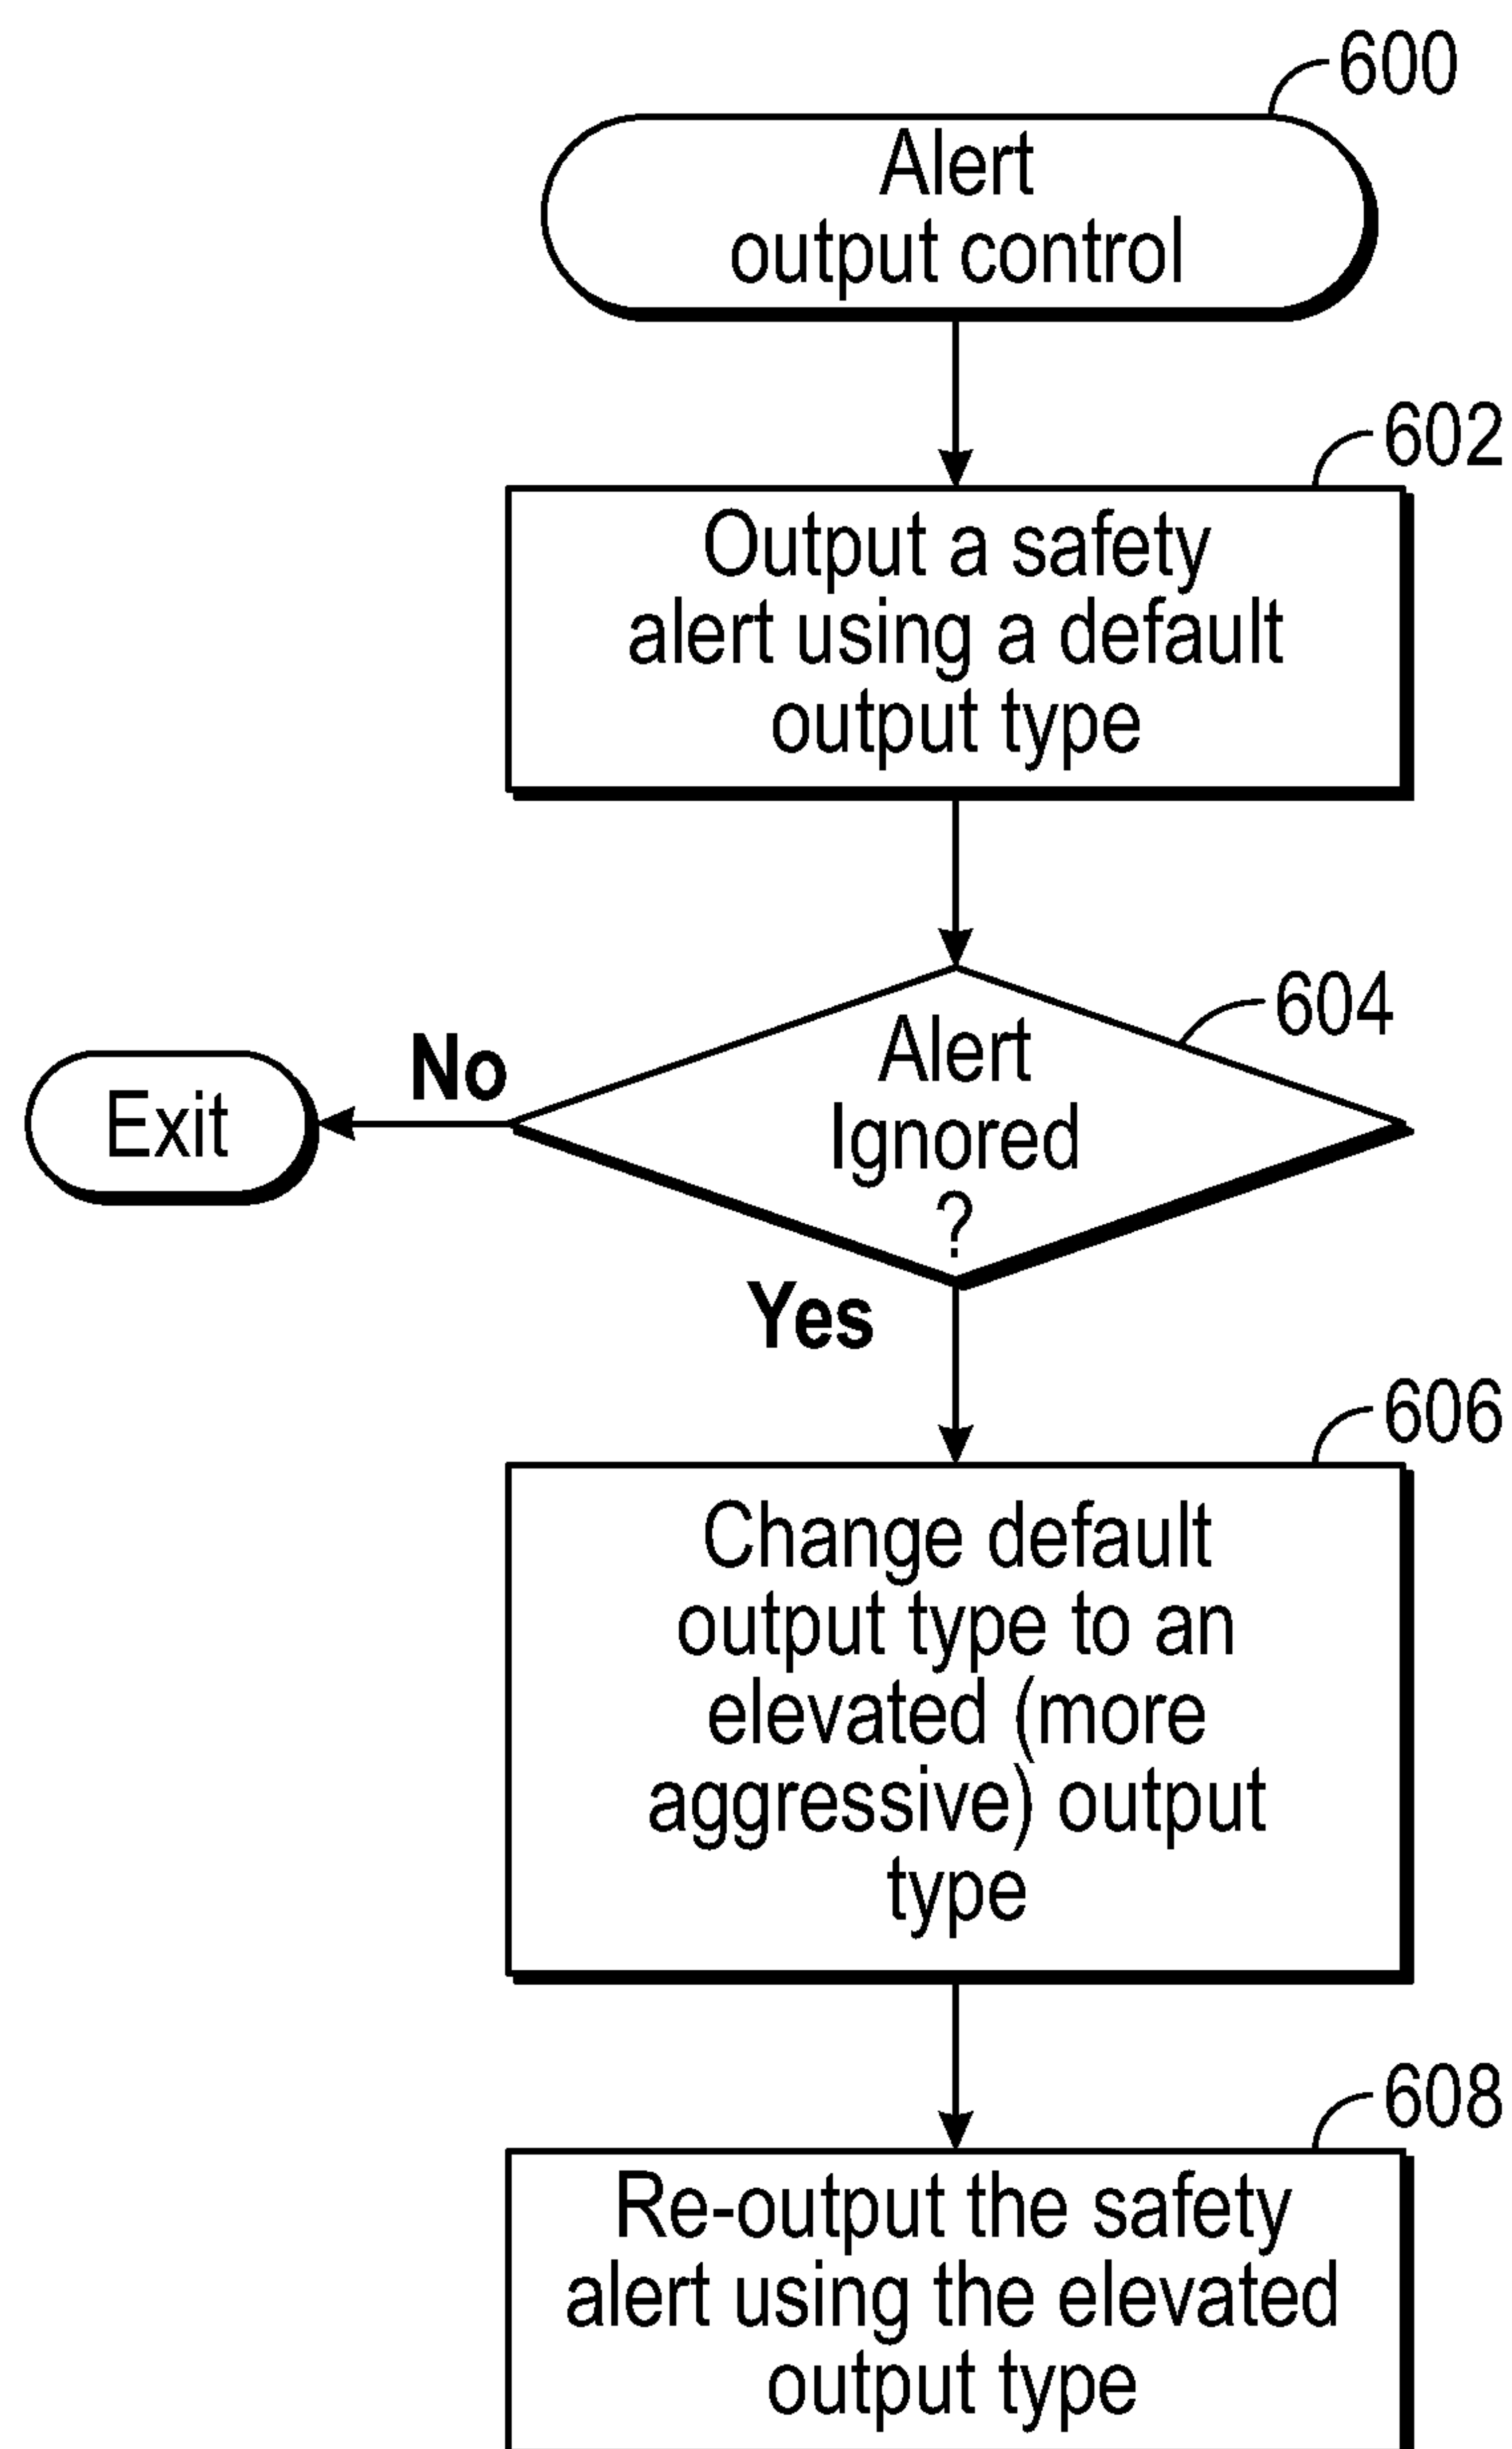 600
Alert
output control
602
Output a safety
alert using a default
output type
604
Alert
Ignored
?
No
Exit
Yes
606
Change default
output type to an
elevated (more
aggressive) output
type
608
Re-output the safety
alert using the elevated
output type